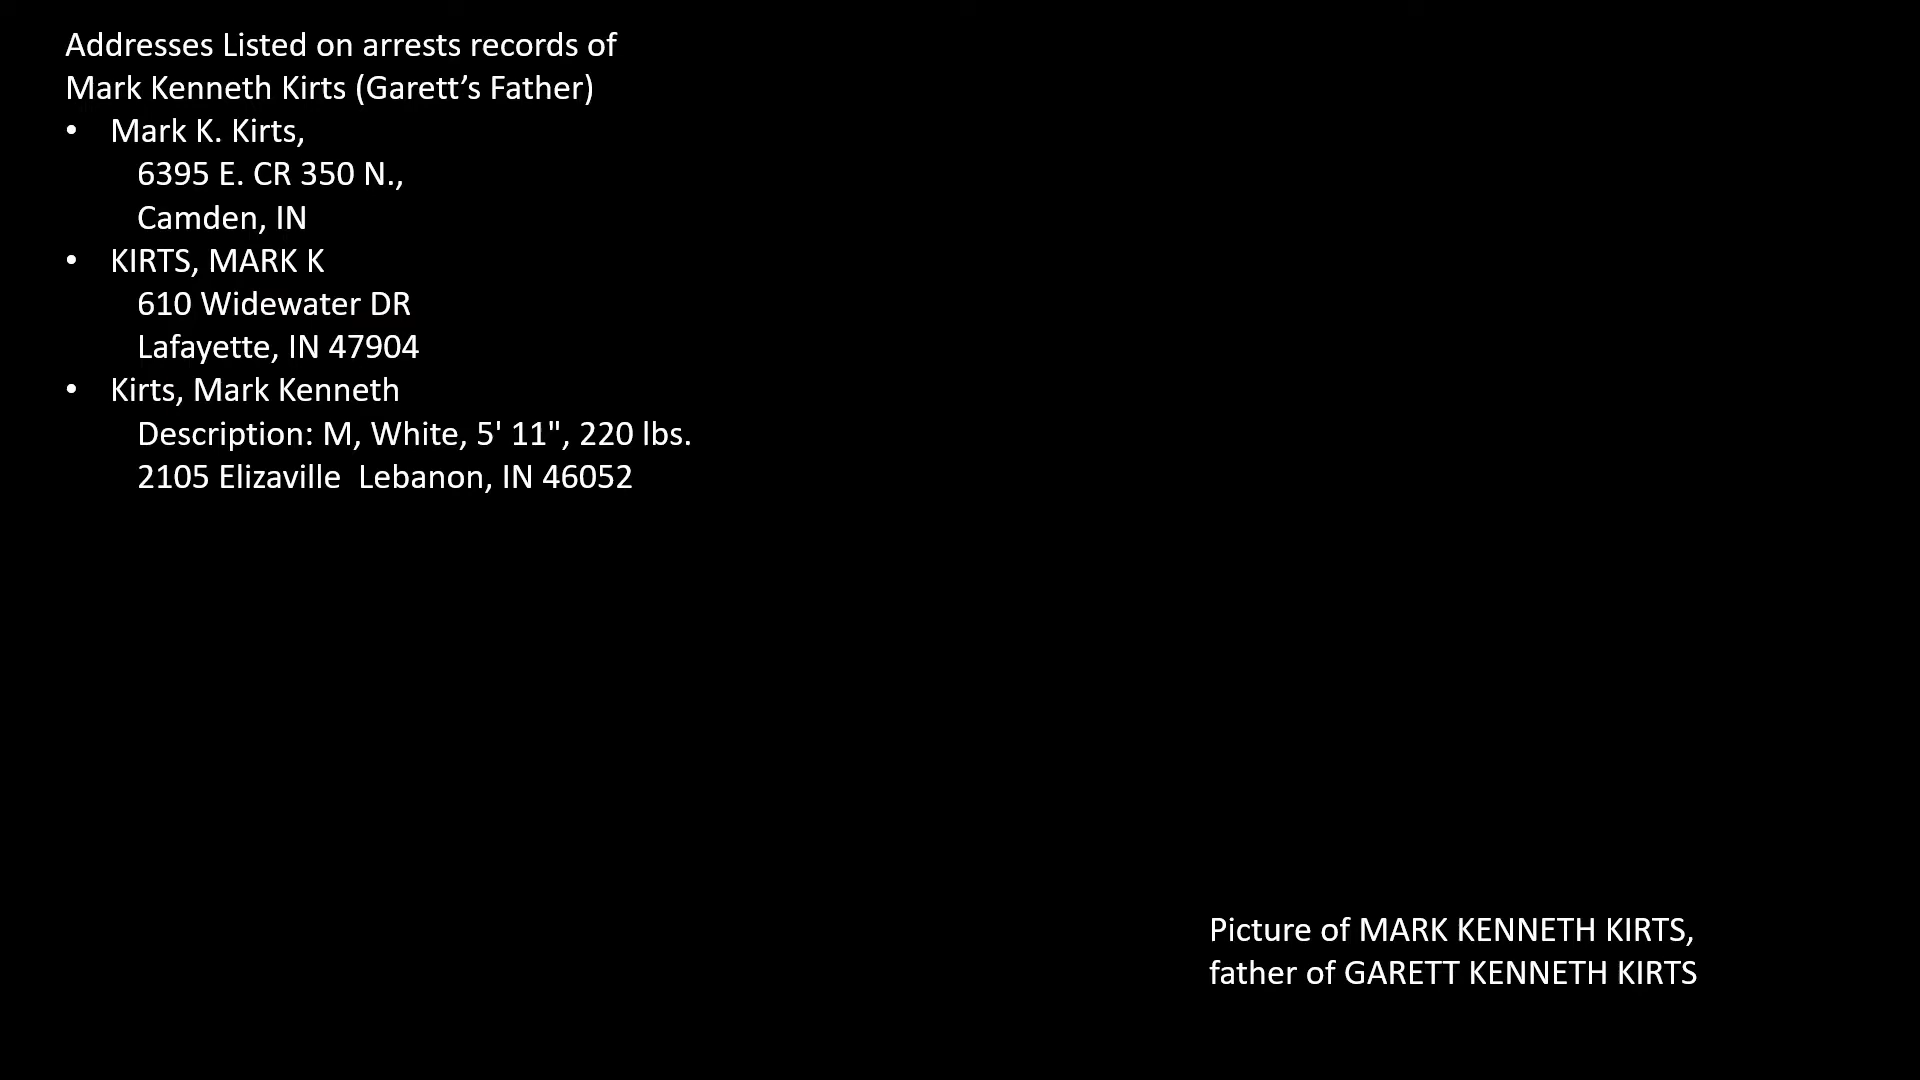 Addresses Listed on arrests records of
Mark Kenneth Kirts (Garett’s Father)
• Mark K. Kirts,
6395 E. CR 350 N.,
Camden, IN
• KIRTS, MARK K
610 Widewater DR
Lafayette, IN 47904
• Kirts, Mark Kenneth
Description: M, White, 5' 11", 220 lbs.
2105 Elizaville  Lebanon, IN 46052
Picture of MARK KENNETH KIRTS,
father of GARETT KENNETH KIRTS